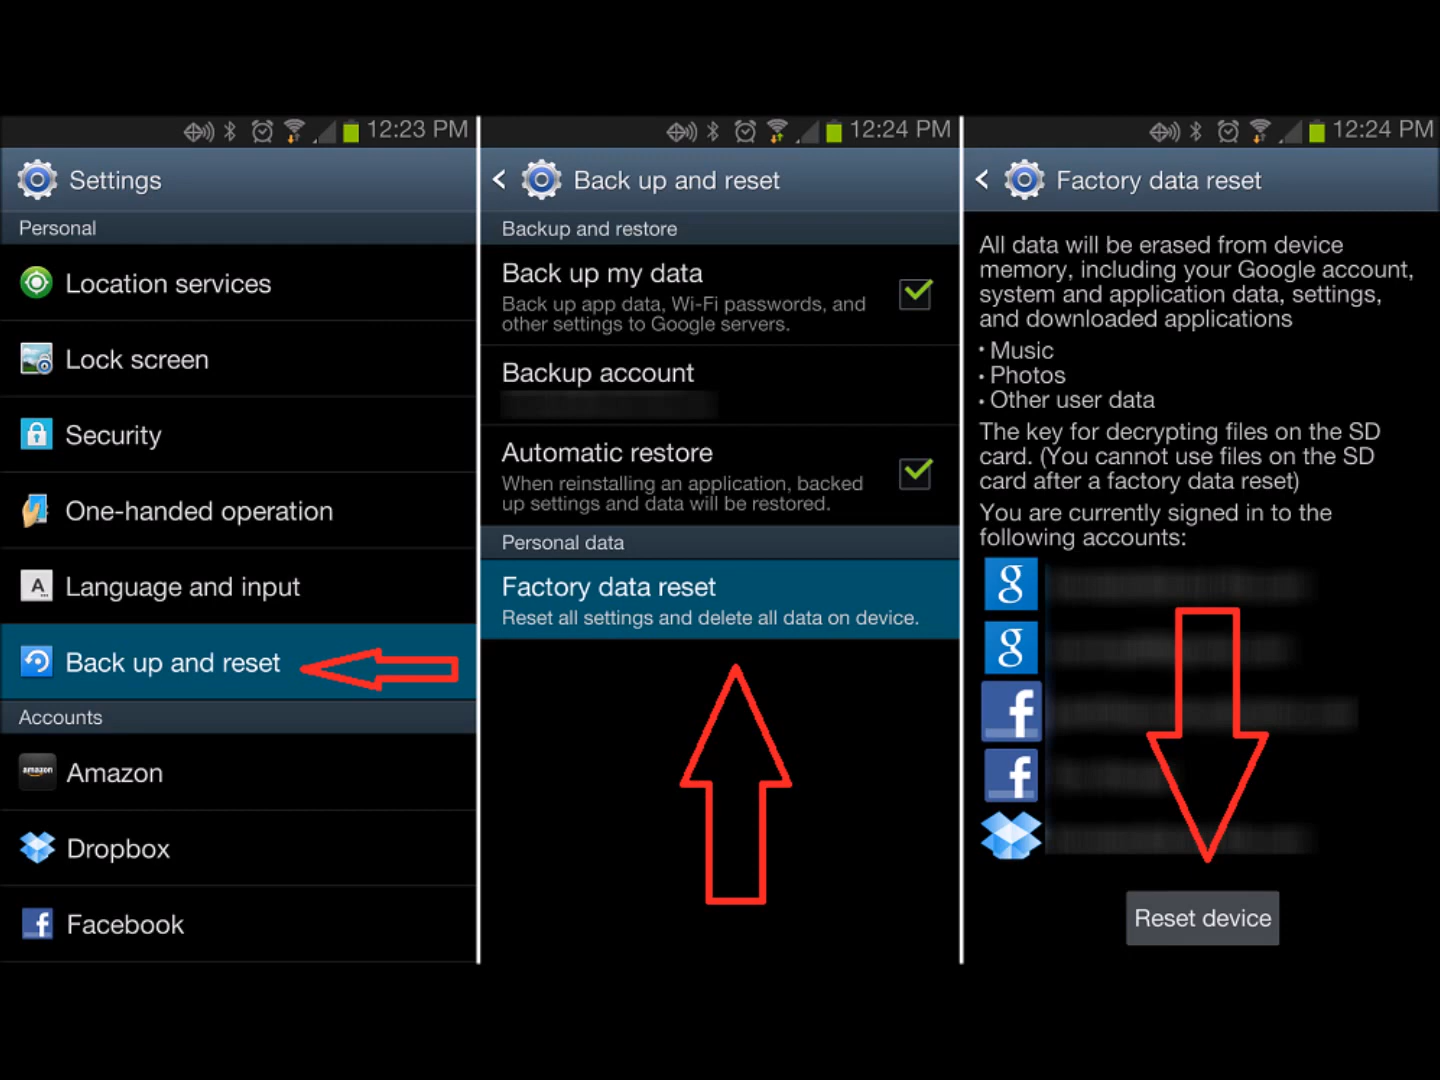 12:23 PM
Settings
Personal
Location services
Lock screen
Security
One-handed operation
A
Language and input
Back up and reset
Accounts
amazon
Amazon
Dropbox
f
Facebook
12:24 PM
Back up and reset
Backup and restore
Back up my data
Back up app data, Wi-Fi passwords, and
other settings to Google servers.
Backup account
Automatic restore
When reinstalling an application, backed
up settings and data will be restored.
Personal data
Factory data reset
Reset all settings and delete all data on device.
12:24 PM
Factory data reset
All data will be erased from device
memory, including your Google account,
system and application data, settings,
and downloaded applications
• Music
• Photos
• Other user data
The key for decrypting files on the SD
card. (You cannot use files on the SD
card after a factory data reset)
You are currently signed in to the
following accounts:
g
g
f
f
Reset device